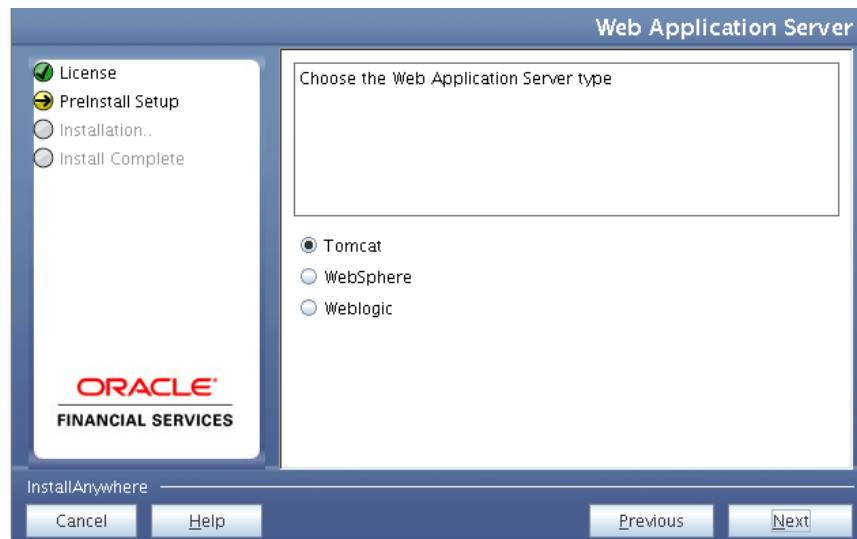 Web Application Server
License
PreInstall Setup
Installation..
Install Complete
Choose the Web Application Server type
Tomcat
WebSphere
Weblogic
ORACLE
FINANCIAL SERVICES
InstallAnywhere
Cancel
Help
Previous
Next